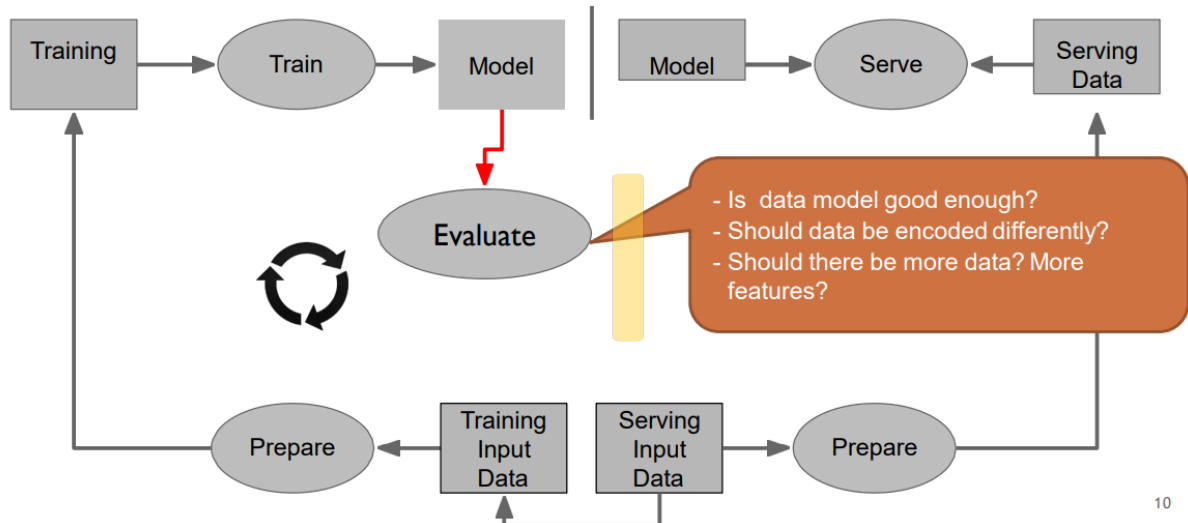 Training
Train
Model
Model
Serve
Serving
Data
Evaluate
- Is data model good enough?
- Should data be encoded differently?
- Should there be more data? More
features?
Prepare
Training
Input
Data
Serving
Input
Data
Prepare
10